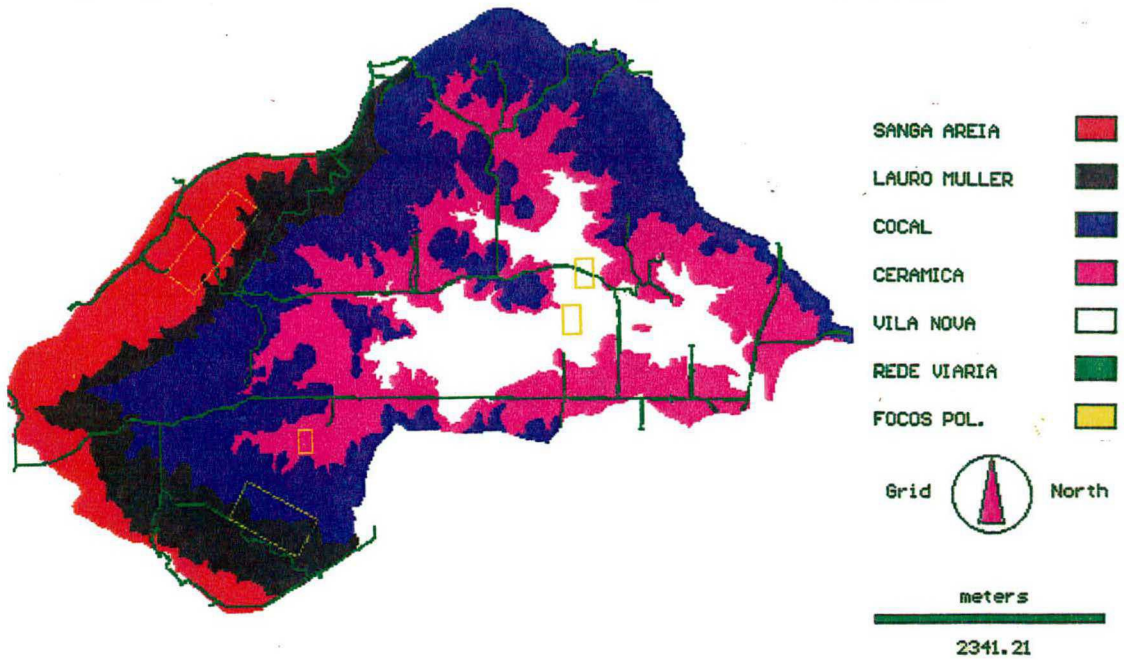 SANGA AREIA
LAURO MULLER
COCAL
CERAMICA
VILA NOVA
REDE VIARIA
FOCOS POL.
Grid North
meters
2341.21